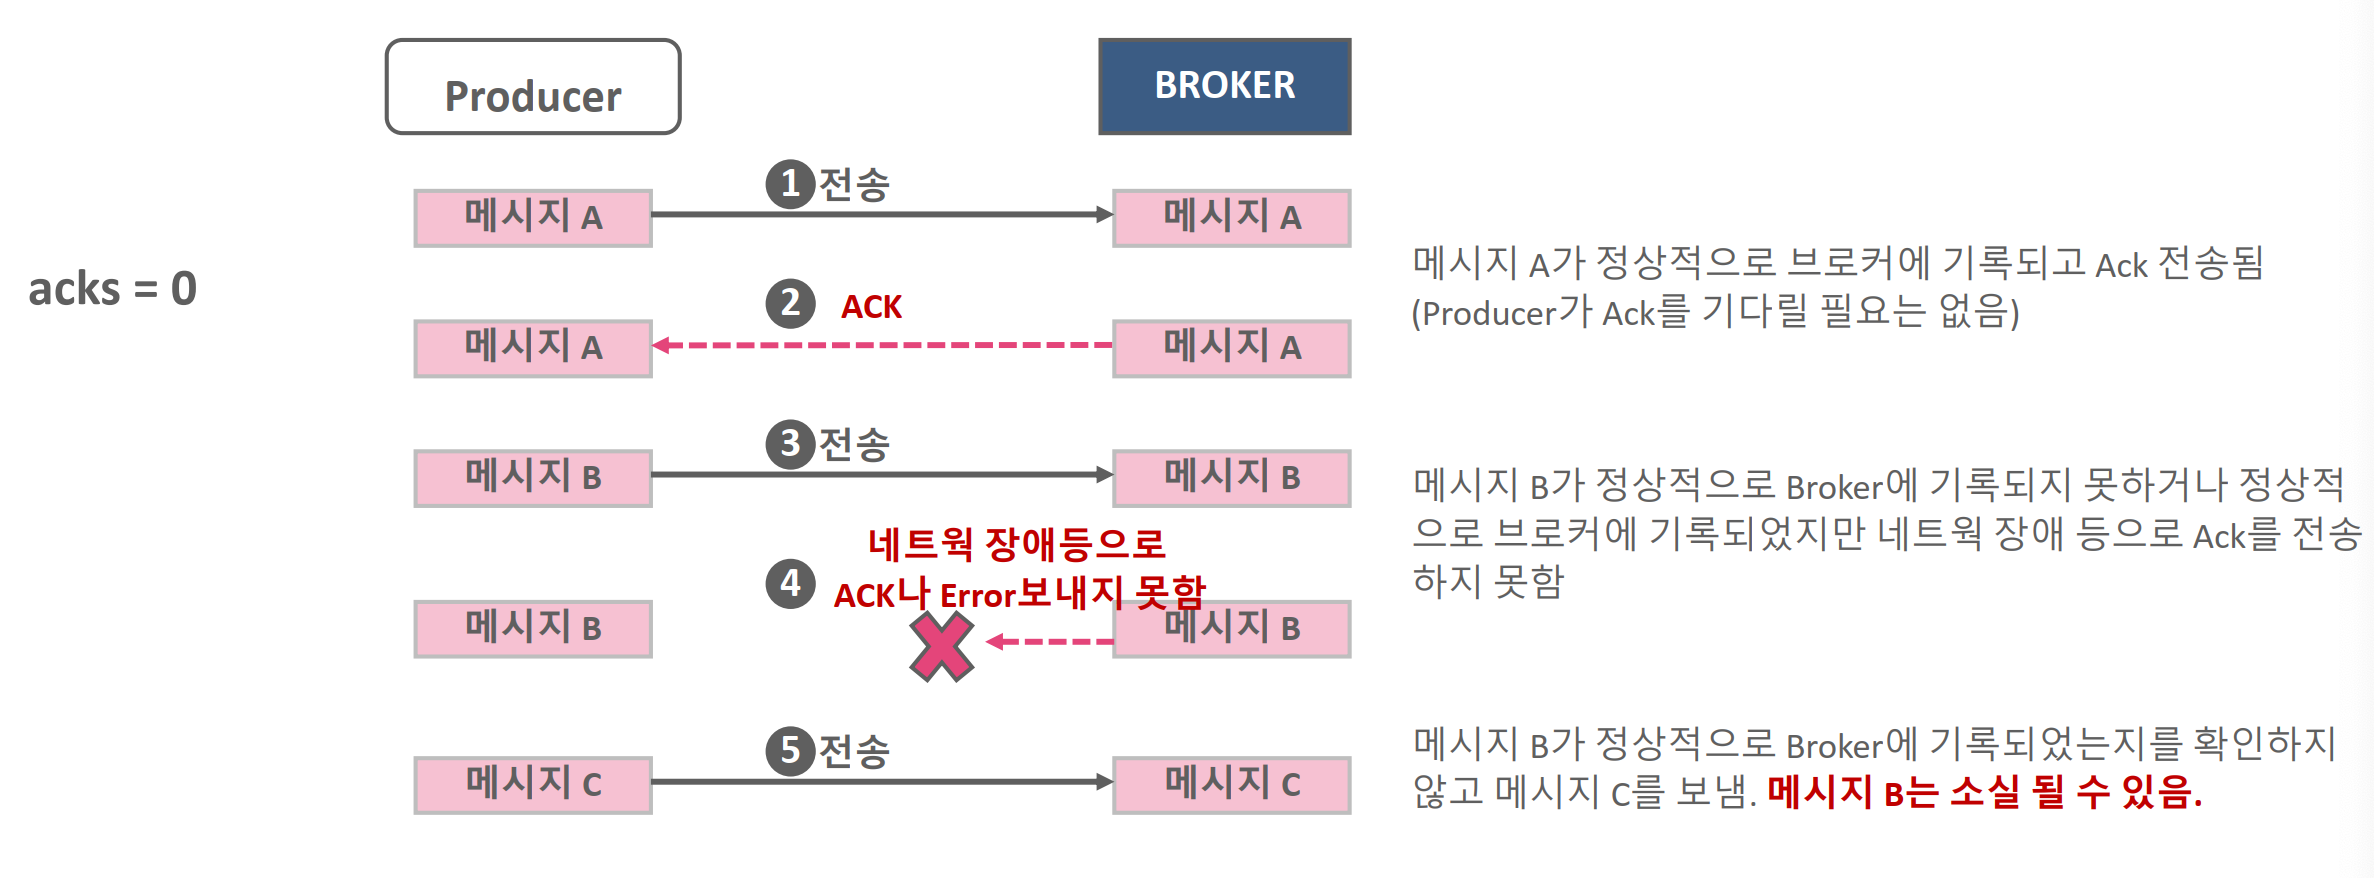 Producer
BROKER
1 전송
메시지 A
메시지 A
acks = 0
메시지 A가 정상적으로 브로커에 기록되고 Ack 전송됨
(Producer가 Ack를 기다릴 필요는 없음)
2 ACK
메시지 A
메시지 A
3 전송
메시지 B
메시지 B
메시지 B가 정상적으로 Broker에 기록되지 못하거나 정상적
으로 브로커에 기록되었지만 네트웍 장애 등으로 Ack를 전송
하지 못함
네트웍 장애등으로
4 ACK나 Error보내지 못함
메시지 B
메시지 B
5 전송
메시지 C
메시지 C
메시지 B가 정상적으로 Broker에 기록되었는지를 확인하지
않고 메시지 C를 보냄. 메시지 B는 소실 될 수 있음.